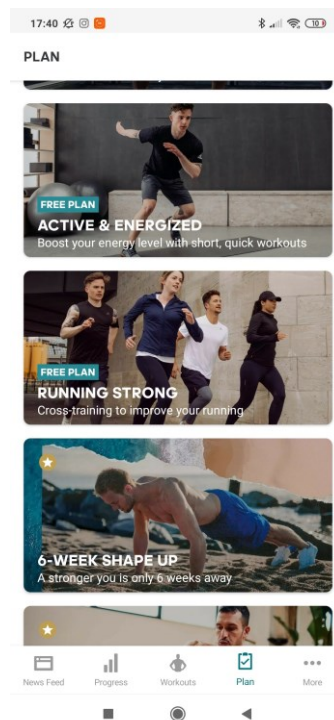 17:40
10
PLAN
FREE PLAN
ACTIVE & ENERGIZED
Boost your energy level with short, quick workouts
FREE PLAN
RUNNING STRONG
Cross-training to improve your running
6-WEEK SHAPE UP
A stronger you is only 6 weeks away
News Feed
Progress
Workouts
Plan
More